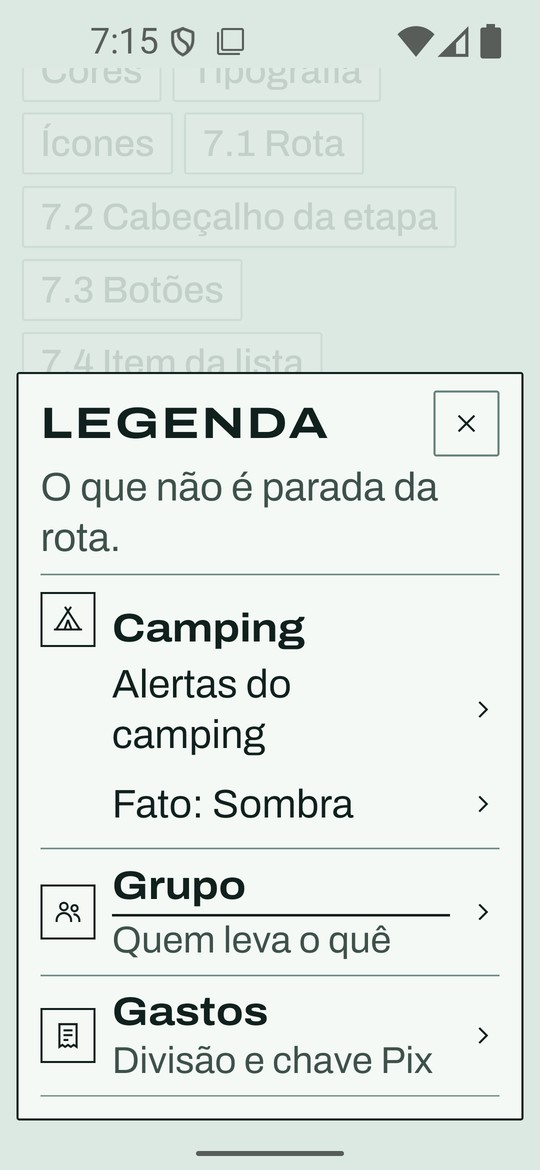 7:15
Cores Tipografia
Ícones 7.1 Rota
7.2 Cabeçalho da etapa
7.3 Botões
7.4 Item da lista
LEGENDA
O que não é parada da
rota.
Camping
Alertas do
camping
Fato: Sombra
Grupo
Quem leva o quê
Gastos
Divisão e chave Pix